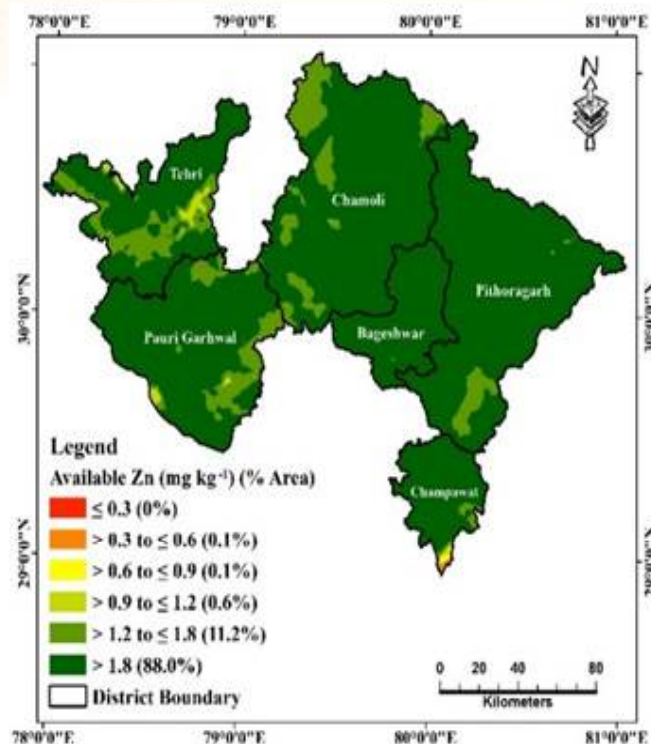 78°0'0"E 79°0'0"E 80°0'0"E 81°0'0"E
N
Tehri
Chamoli
Pithoragarh
30°0'0"N
Pauri Garhwal
Bageshwar
Champawat
29°0'0"N
Legend
Available Zn (mg kg⁻¹) (% Area)
≤ 0.3 (0%)
> 0.3 to ≤ 0.6 (0.1%)
> 0.6 to ≤ 0.9 (0.1%)
> 0.9 to ≤ 1.2 (0.6%)
> 1.2 to ≤ 1.8 (11.2%)
> 1.8 (88.0%)
District Boundary
0 20 40 60 80
Kilometers
78°0'0"E 79°0'0"E 80°0'0"E 81°0'0"E